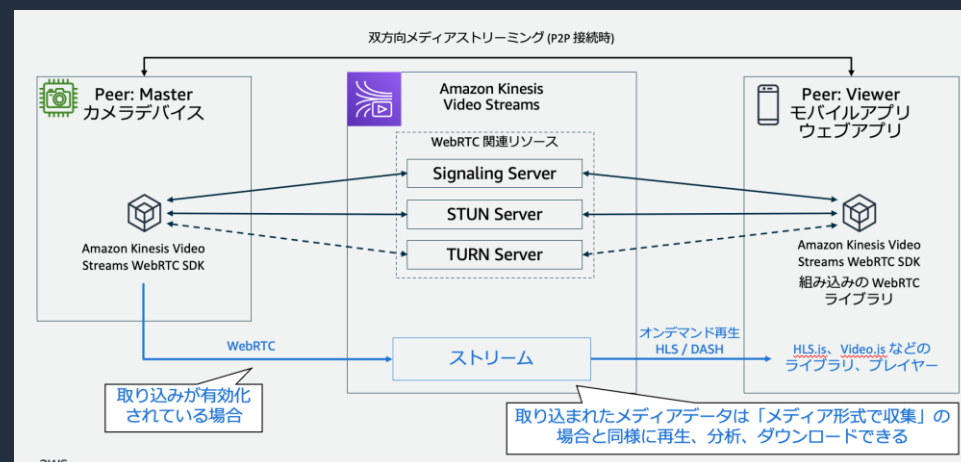 双方向メディアストリーミング (P2P 接続時)
Peer: Master
カメラデバイス
Amazon Kinesis
Video Streams
Peer: Viewer
モバイルアプリ
ウェブアプリ
WebRTC 関連リソース
Signaling Server
STUN Server
TURN Server
Amazon Kinesis Video
Streams WebRTC SDK
Amazon Kinesis Video
Streams WebRTC SDK
組み込みの WebRTC
ライブラリ
WebRTC
ストリーム
オンデマンド再生
HLS / DASH
HLS.js、Video.js などの
ライブラリ、プレイヤー
取り込みが有効化
されている場合
取り込まれたメディアデータは「メディア形式で収集」の
場合と同様に再生、分析、ダウンロードできる
aws